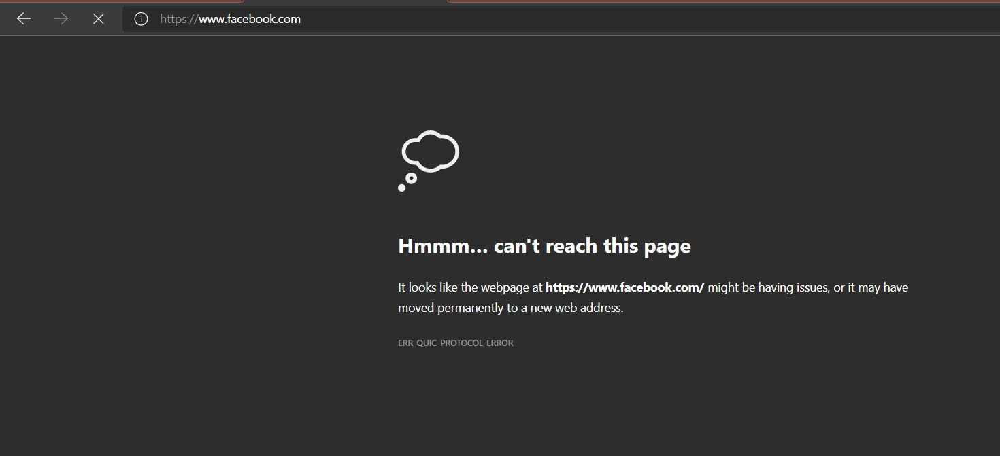 https://www.facebook.com
Hmmm... can't reach this page
It looks like the webpage at https://www.facebook.com/ might be having issues, or it may have
moved permanently to a new web address.
ERR_QUIC_PROTOCOL_ERROR